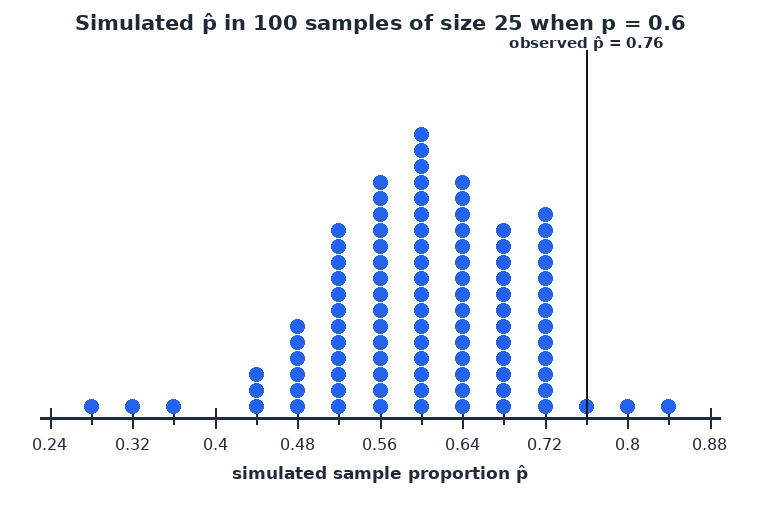 Simulated p̂ in 100 samples of size 25 when p = 0.6
observed p̂ = 0.76
0.24 0.32 0.4 0.48 0.56 0.64 0.72 0.8 0.88
simulated sample proportion p̂